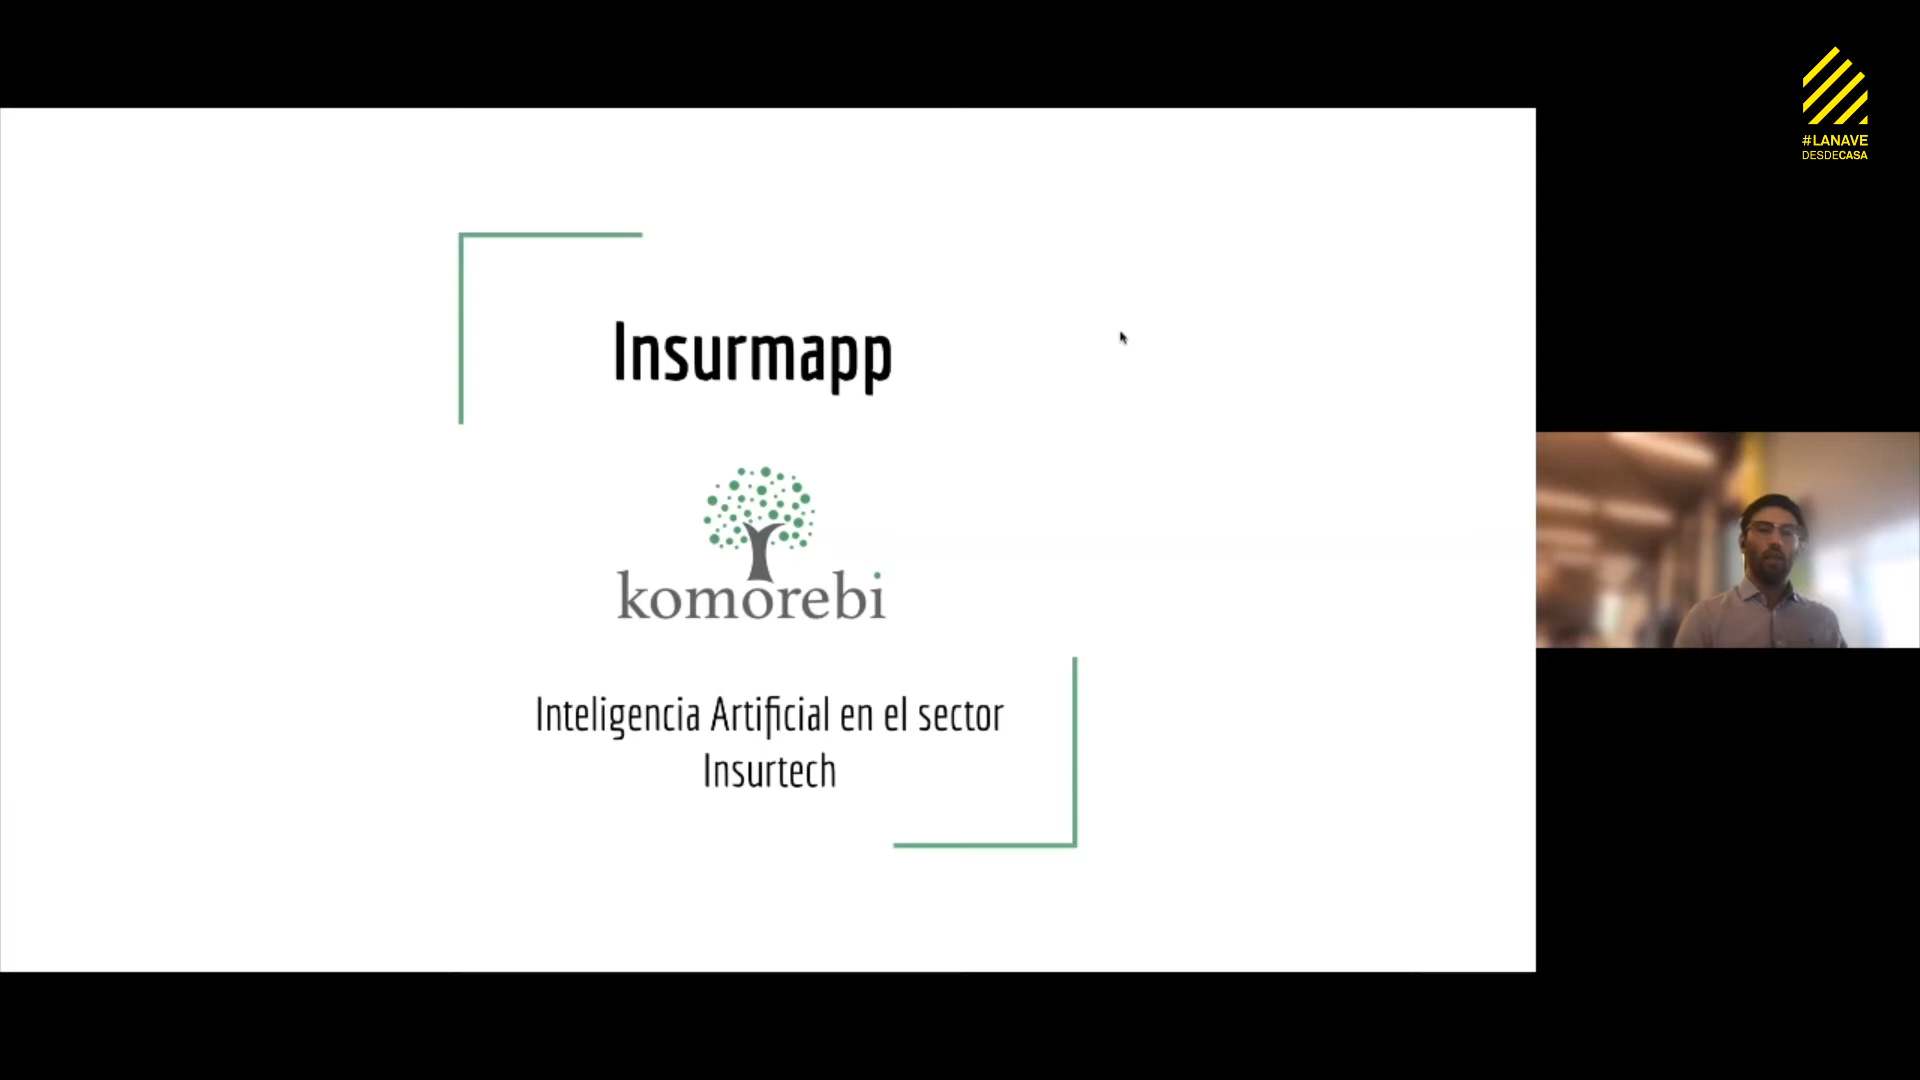 #LANAVE
DESDECASA
Insurmapp
komorebi
Inteligencia Artificial en el sector
Insurtech